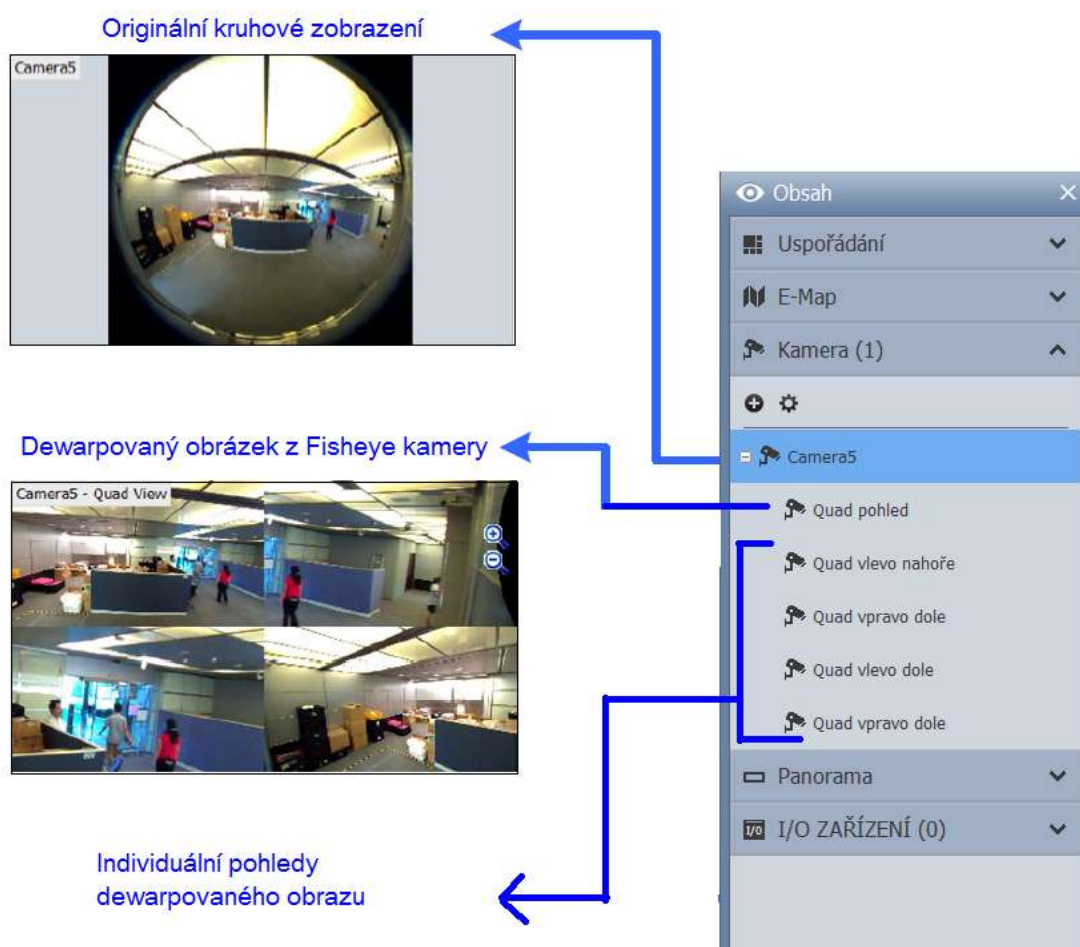 Originální kruhové zobrazení
Camera5
Dewarpovaný obrázek z Fisheye kamery
Camera5 - Quad View
Individuální pohledy
dewarpovaného obrazu
Obsah
Uspořádání
E-Map
Kamera (1)
Camera5
Quad pohled
Quad vlevo nahoře
Quad vpravo dole
Quad vlevo dole
Quad vpravo dole
Panorama
I/O I/O ZAŘÍZENÍ (0)